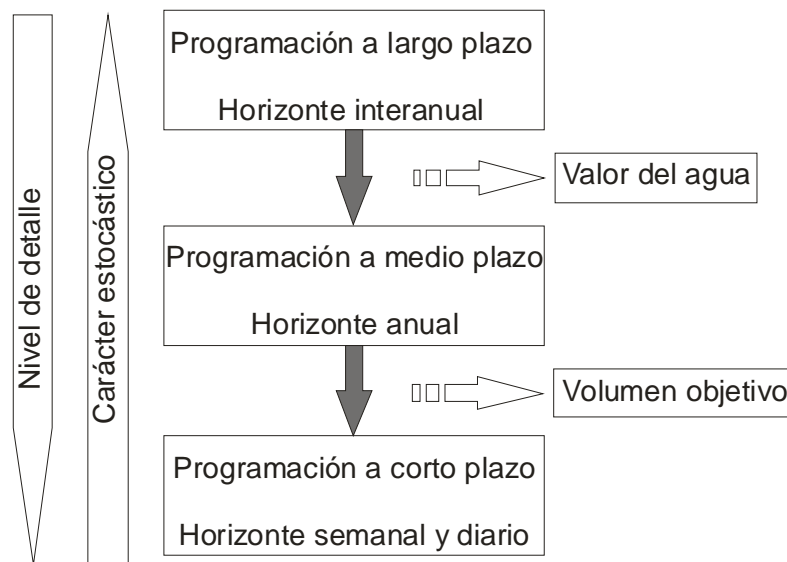 Programación a largo plazo
Horizonte interanual
Valor del agua
Programación a medio plazo
Horizonte anual
Volumen objetivo
Programación a corto plazo
Horizonte semanal y diario
Nivel de detalle
Carácter estocástico